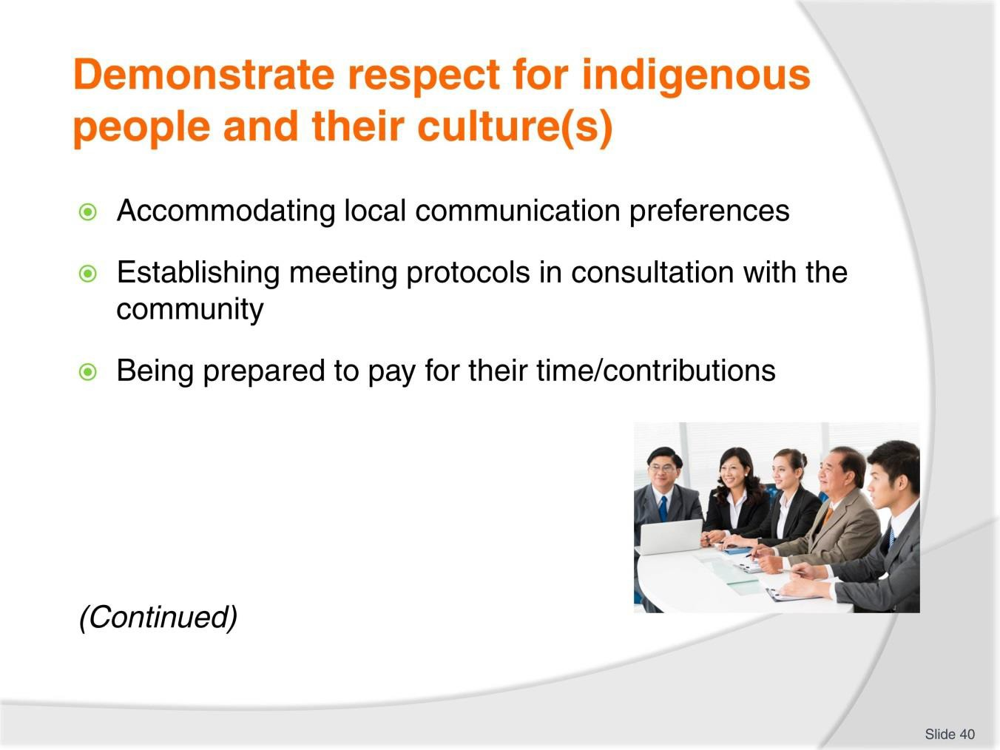 Demonstrate respect for indigenous
people and their culture(s)
Accommodating local communication preferences
Establishing meeting protocols in consultation with the
community
Being prepared to pay for their time/contributions
(Continued)
Slide 40